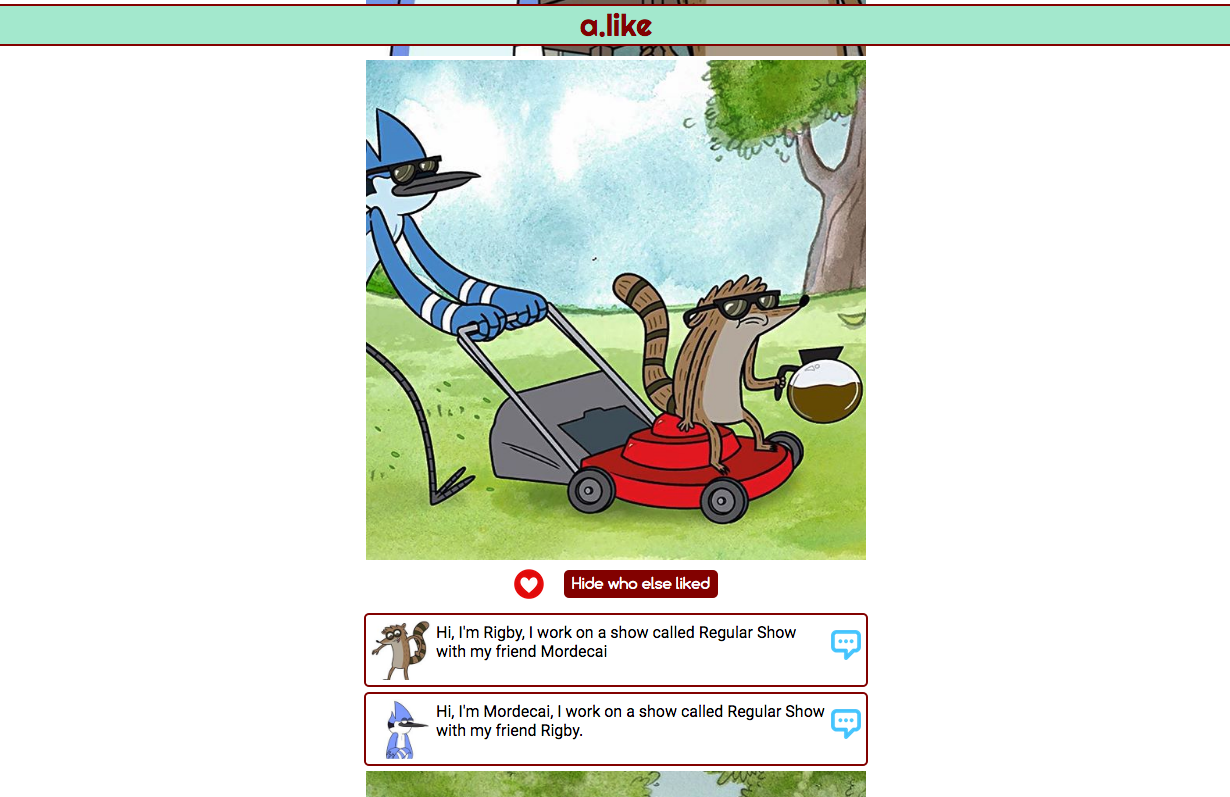 a.like
Hide who else liked
Hi, I'm Rigby, I work on a show called Regular Show
with my friend Mordecai
Hi, I'm Mordecai, I work on a show called Regular Show
with my friend Rigby.